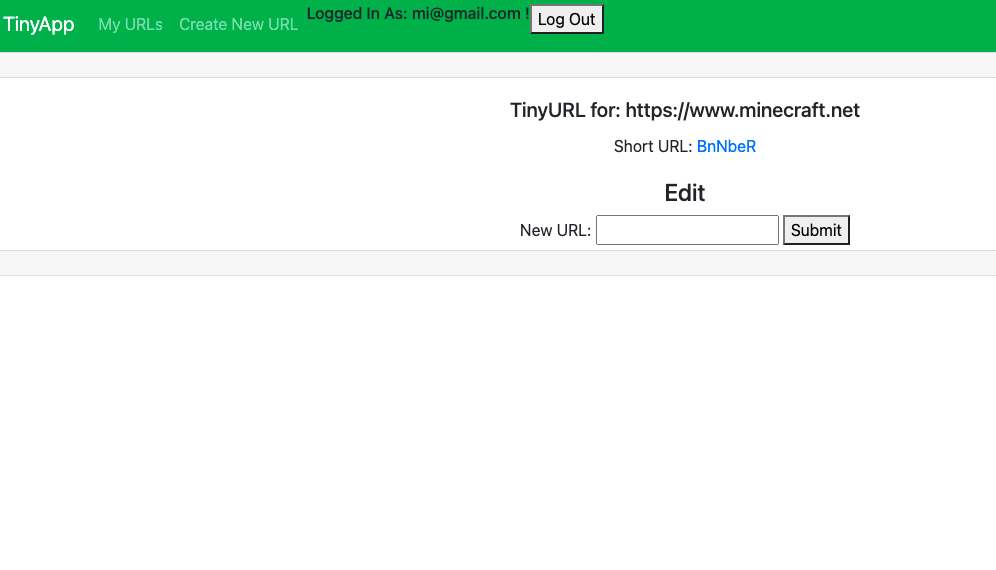 TinyApp My URLs Create New URL Logged In As: mi@gmail.com ! Log Out
TinyURL for: https://www.minecraft.net
Short URL: BnNbeR
Edit
New URL: Submit